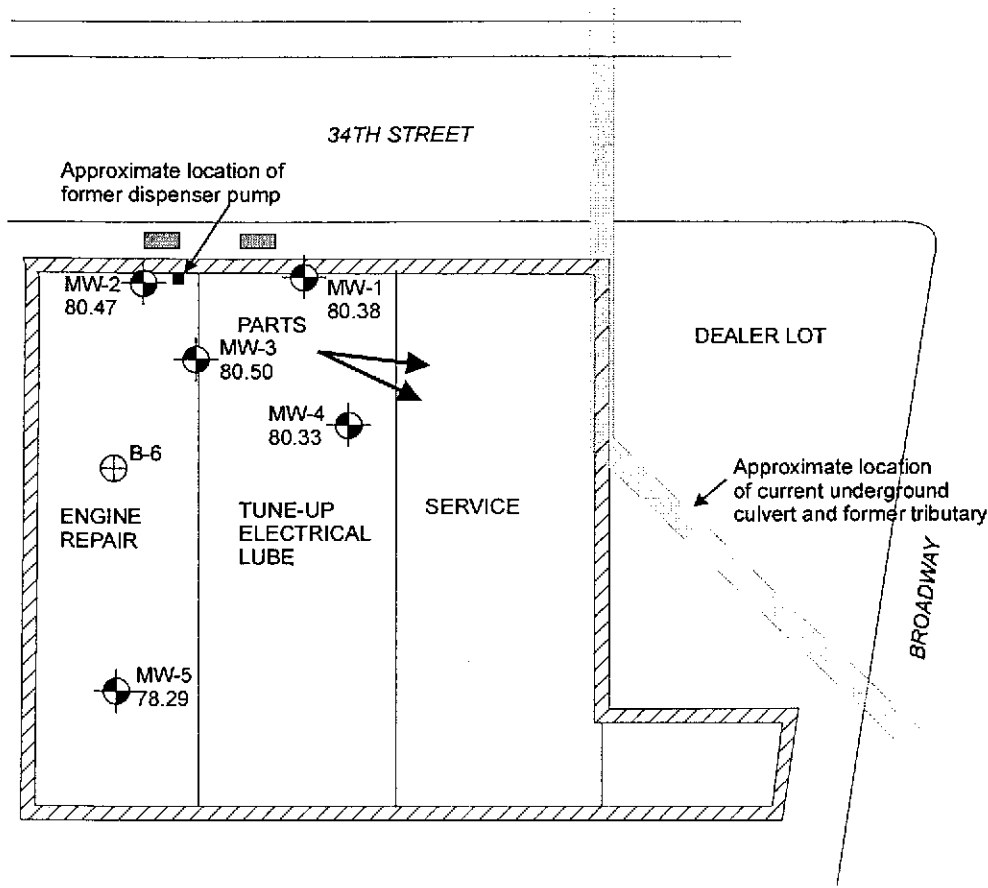 34TH STREET
Approximate location of
former dispenser pump
MW-2
80.47
MW-1
80.38
PARTS
MW-3
80.50
DEALER LOT
MW-4
80.33
B-6
Approximate location
of current underground
culvert and former tributary
ENGINE
REPAIR
TUNE-UP
ELECTRICAL
LUBE
SERVICE
BROADWAY
MW-5
78.29